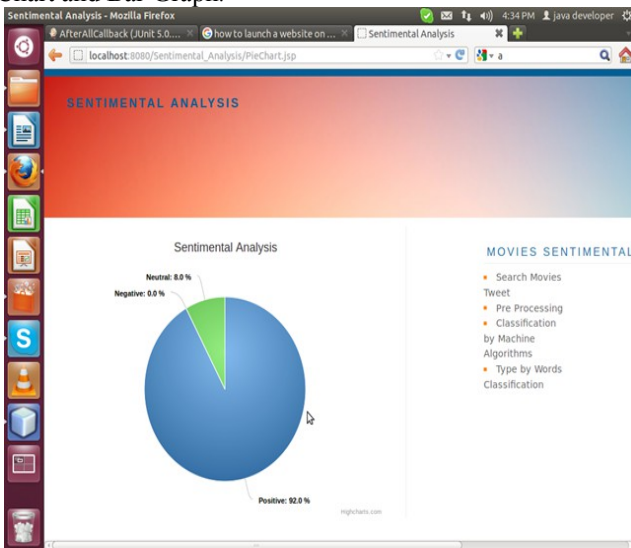 Chart and Bar Graph.
Sentimental Analysis - Mozilla Firefox
4:34 PM java developer
AfterAllCallback (JUnit 5.0....
how to launch a website on ...
Sentimental Analysis
localhost:8080/Sentimental_Analysis/PieChart.jsp
a
SENTIMENTAL ANALYSIS
Sentimental Analysis
Neutral: 8.0 %
Negative: 0.0 %
Positive: 92.0 %
Highcharts.com
MOVIES SENTIMENTAL
Search Movies
Tweet
Pre Processing
Classification
by Machine
Algorithms
Type by Words
Classification